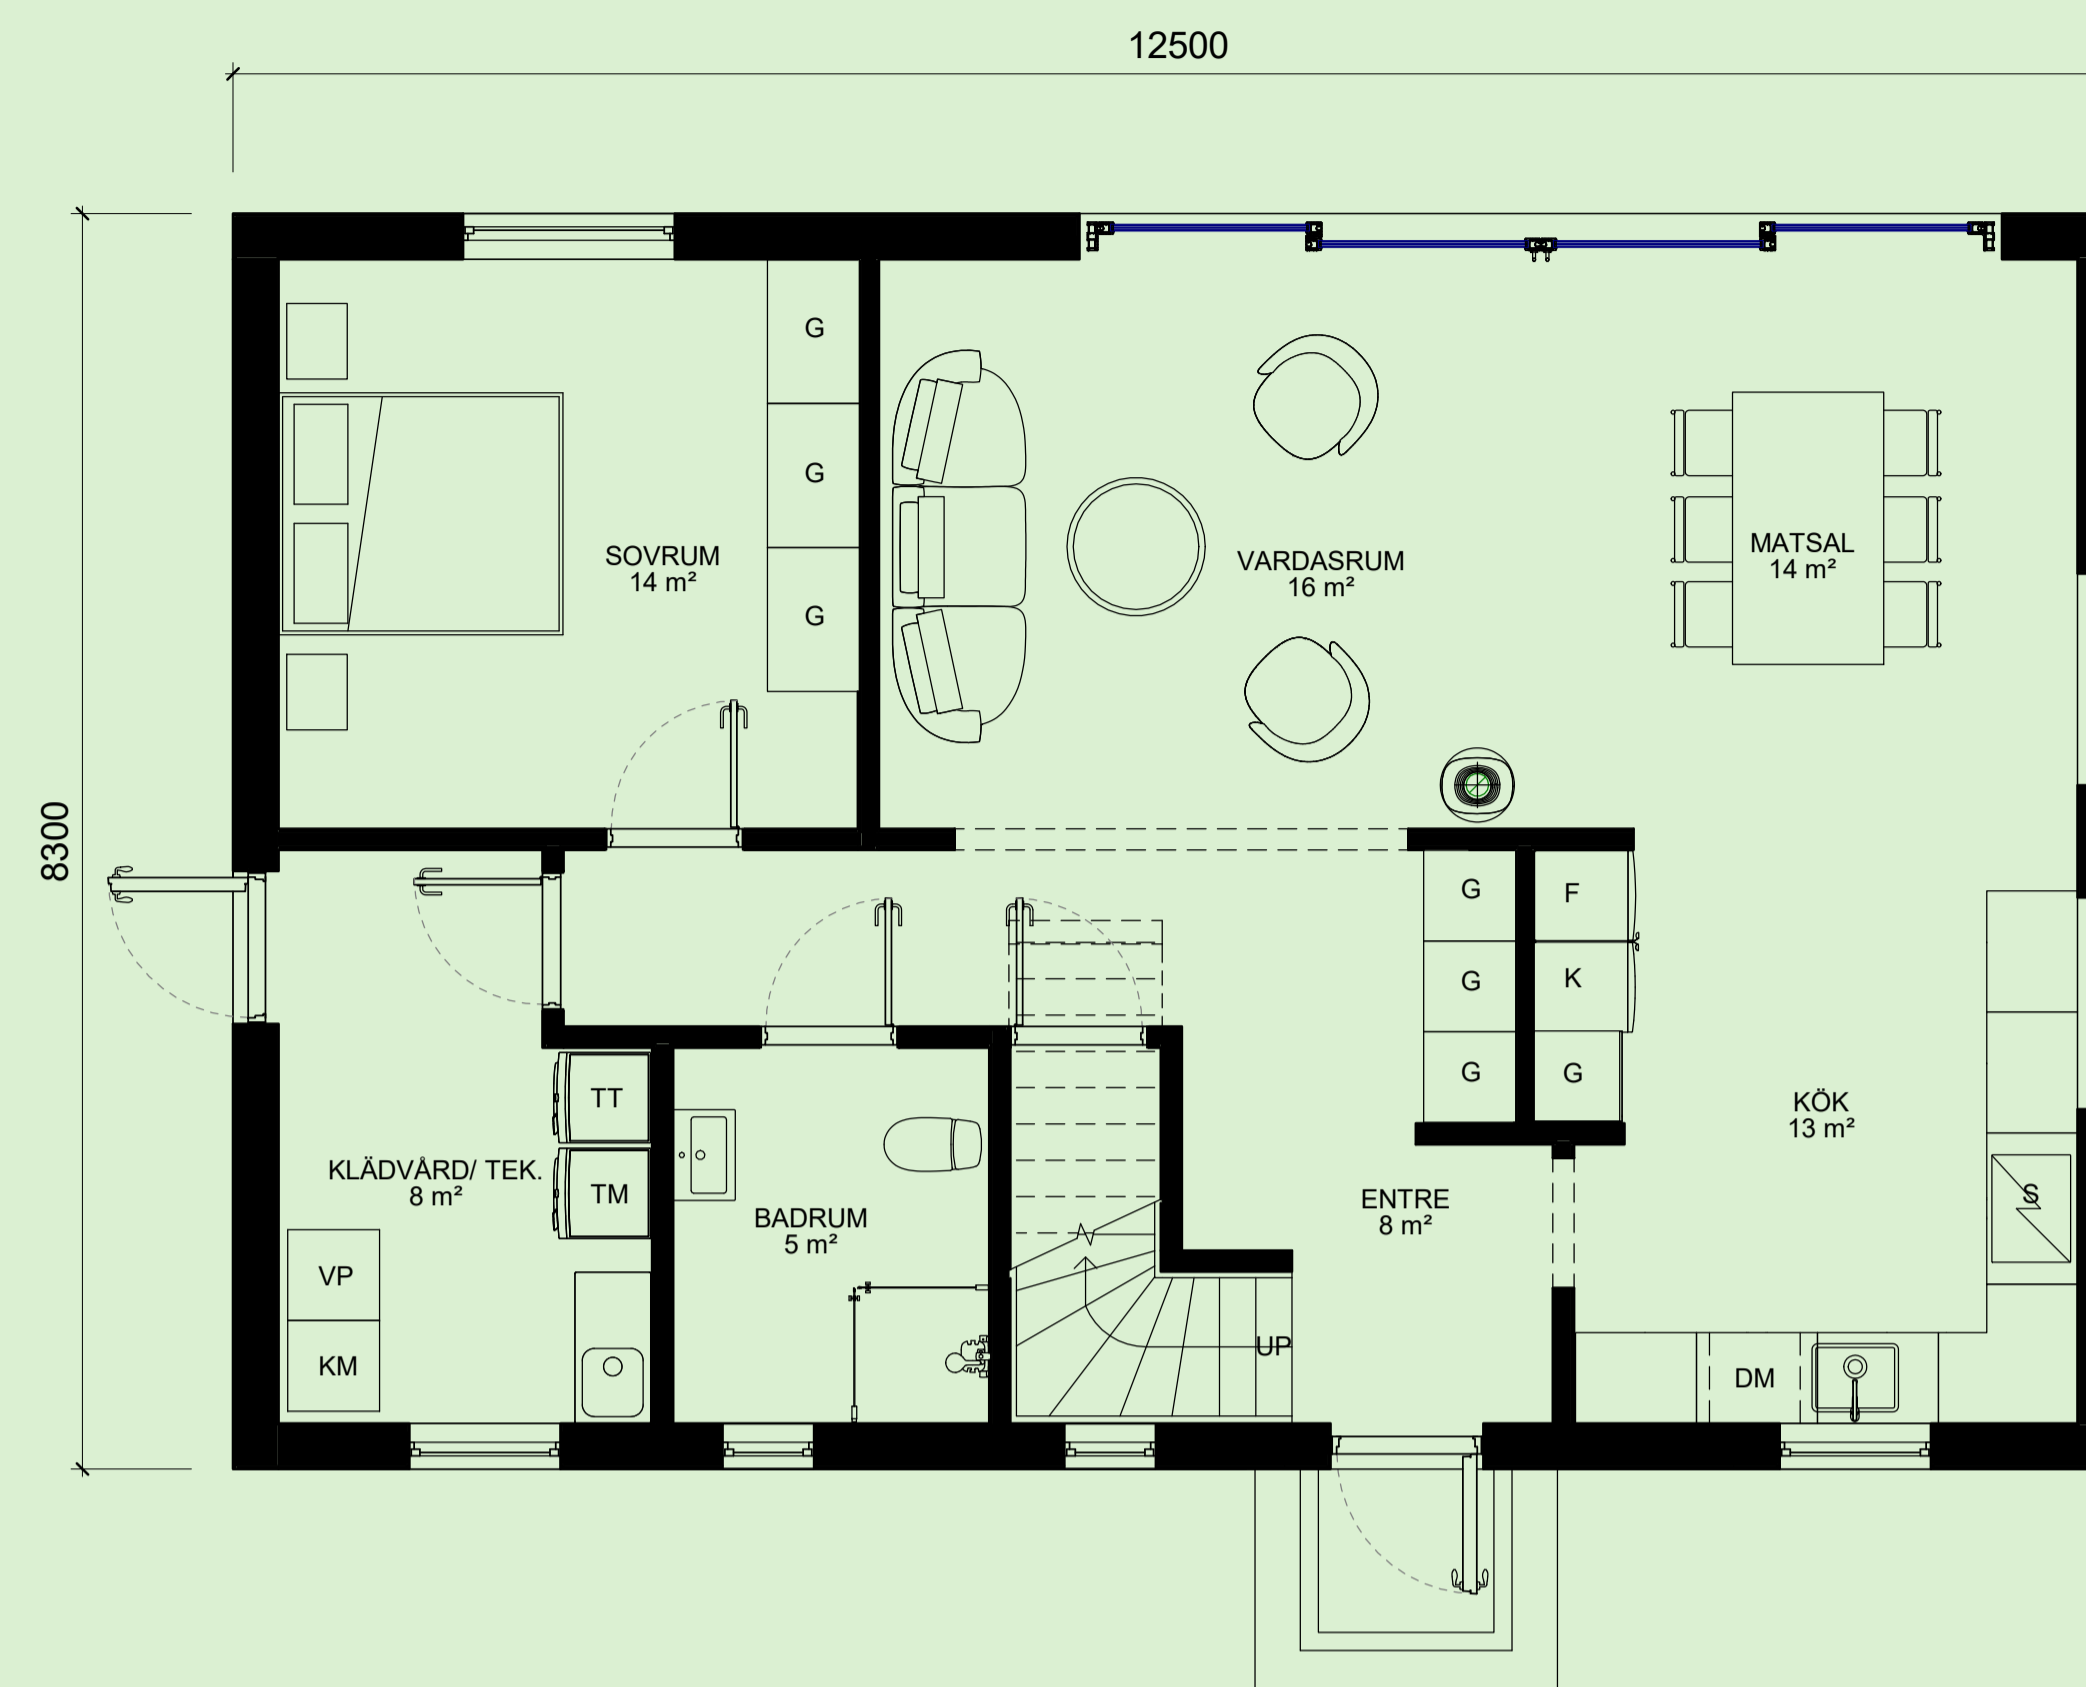 12500
8300
G
G
G
SOVRUM
14 m²
VARDASRUM
16 m²
MATSAL
14 m²
G
G
G
F
K
G
KÖK
13 m²
TT
TM
KLÄDVÅRD/ TEK.
8 m²
BADRUM
5 m²
ENTRE
8 m²
S
VP
KM
UP
DM